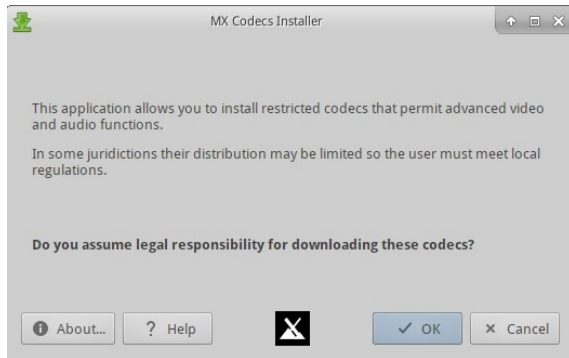 MX Codecs Installer
This application allows you to install restricted codecs that permit advanced video
and audio functions.
In some juridictions their distribution may be limited so the user must meet local
regulations.
Do you assume legal responsibility for downloading these codecs?
About...
? Help
OK
Cancel